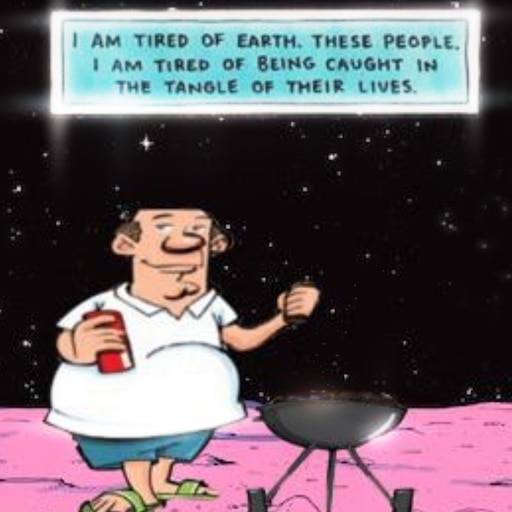 I AM TIRED OF EARTH. THESE PEOPLE.
I AM TIRED OF BEING CAUGHT IN
THE TANGLE OF THEIR LIVES.